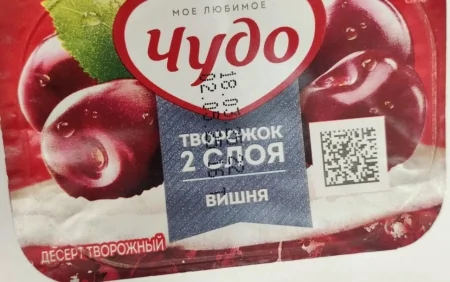 МОЕ ЛЮБИМОЕ
Чудо
ТВОРОЖОК
2 СЛОЯ
ВИШНЯ
ДЕСЕРТ ТВОРОЖНЫЙ